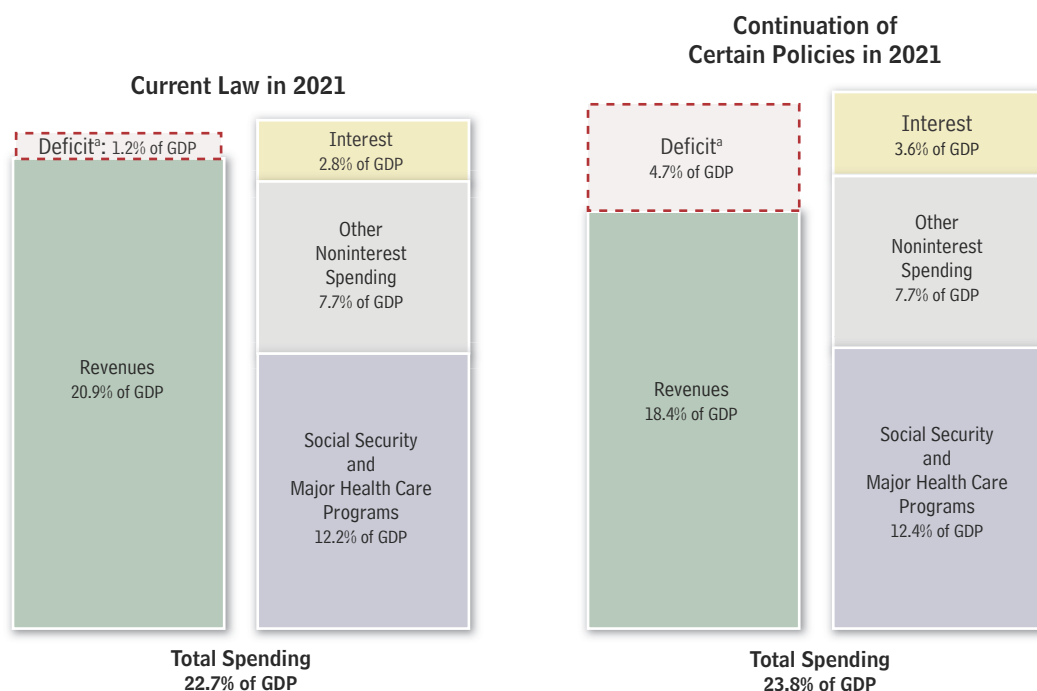 Current Law in 2021
Deficitª: 1.2% of GDP
Revenues
20.9% of GDP
Interest
2.8% of GDP
Other
Noninterest
Spending
7.7% of GDP
Social Security
and
Major Health Care
Programs
12.2% of GDP
Total Spending
22.7% of GDP
Continuation of
Certain Policies in 2021
Deficitª
4.7% of GDP
Revenues
18.4% of GDP
Interest
3.6% of GDP
Other
Noninterest
Spending
7.7% of GDP
Social Security
and
Major Health Care
Programs
12.4% of GDP
Total Spending
23.8% of GDP